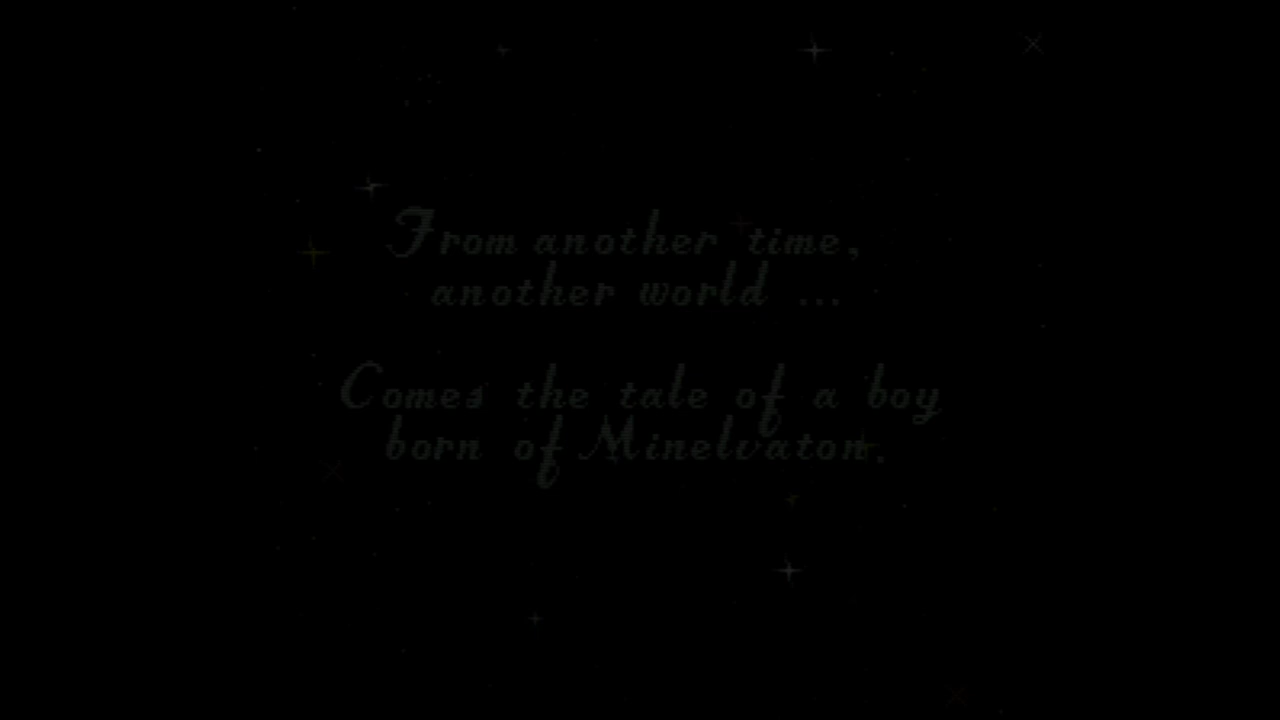 From another time,
another world ...
Comes the tale of a boy
born of Minelvaton.